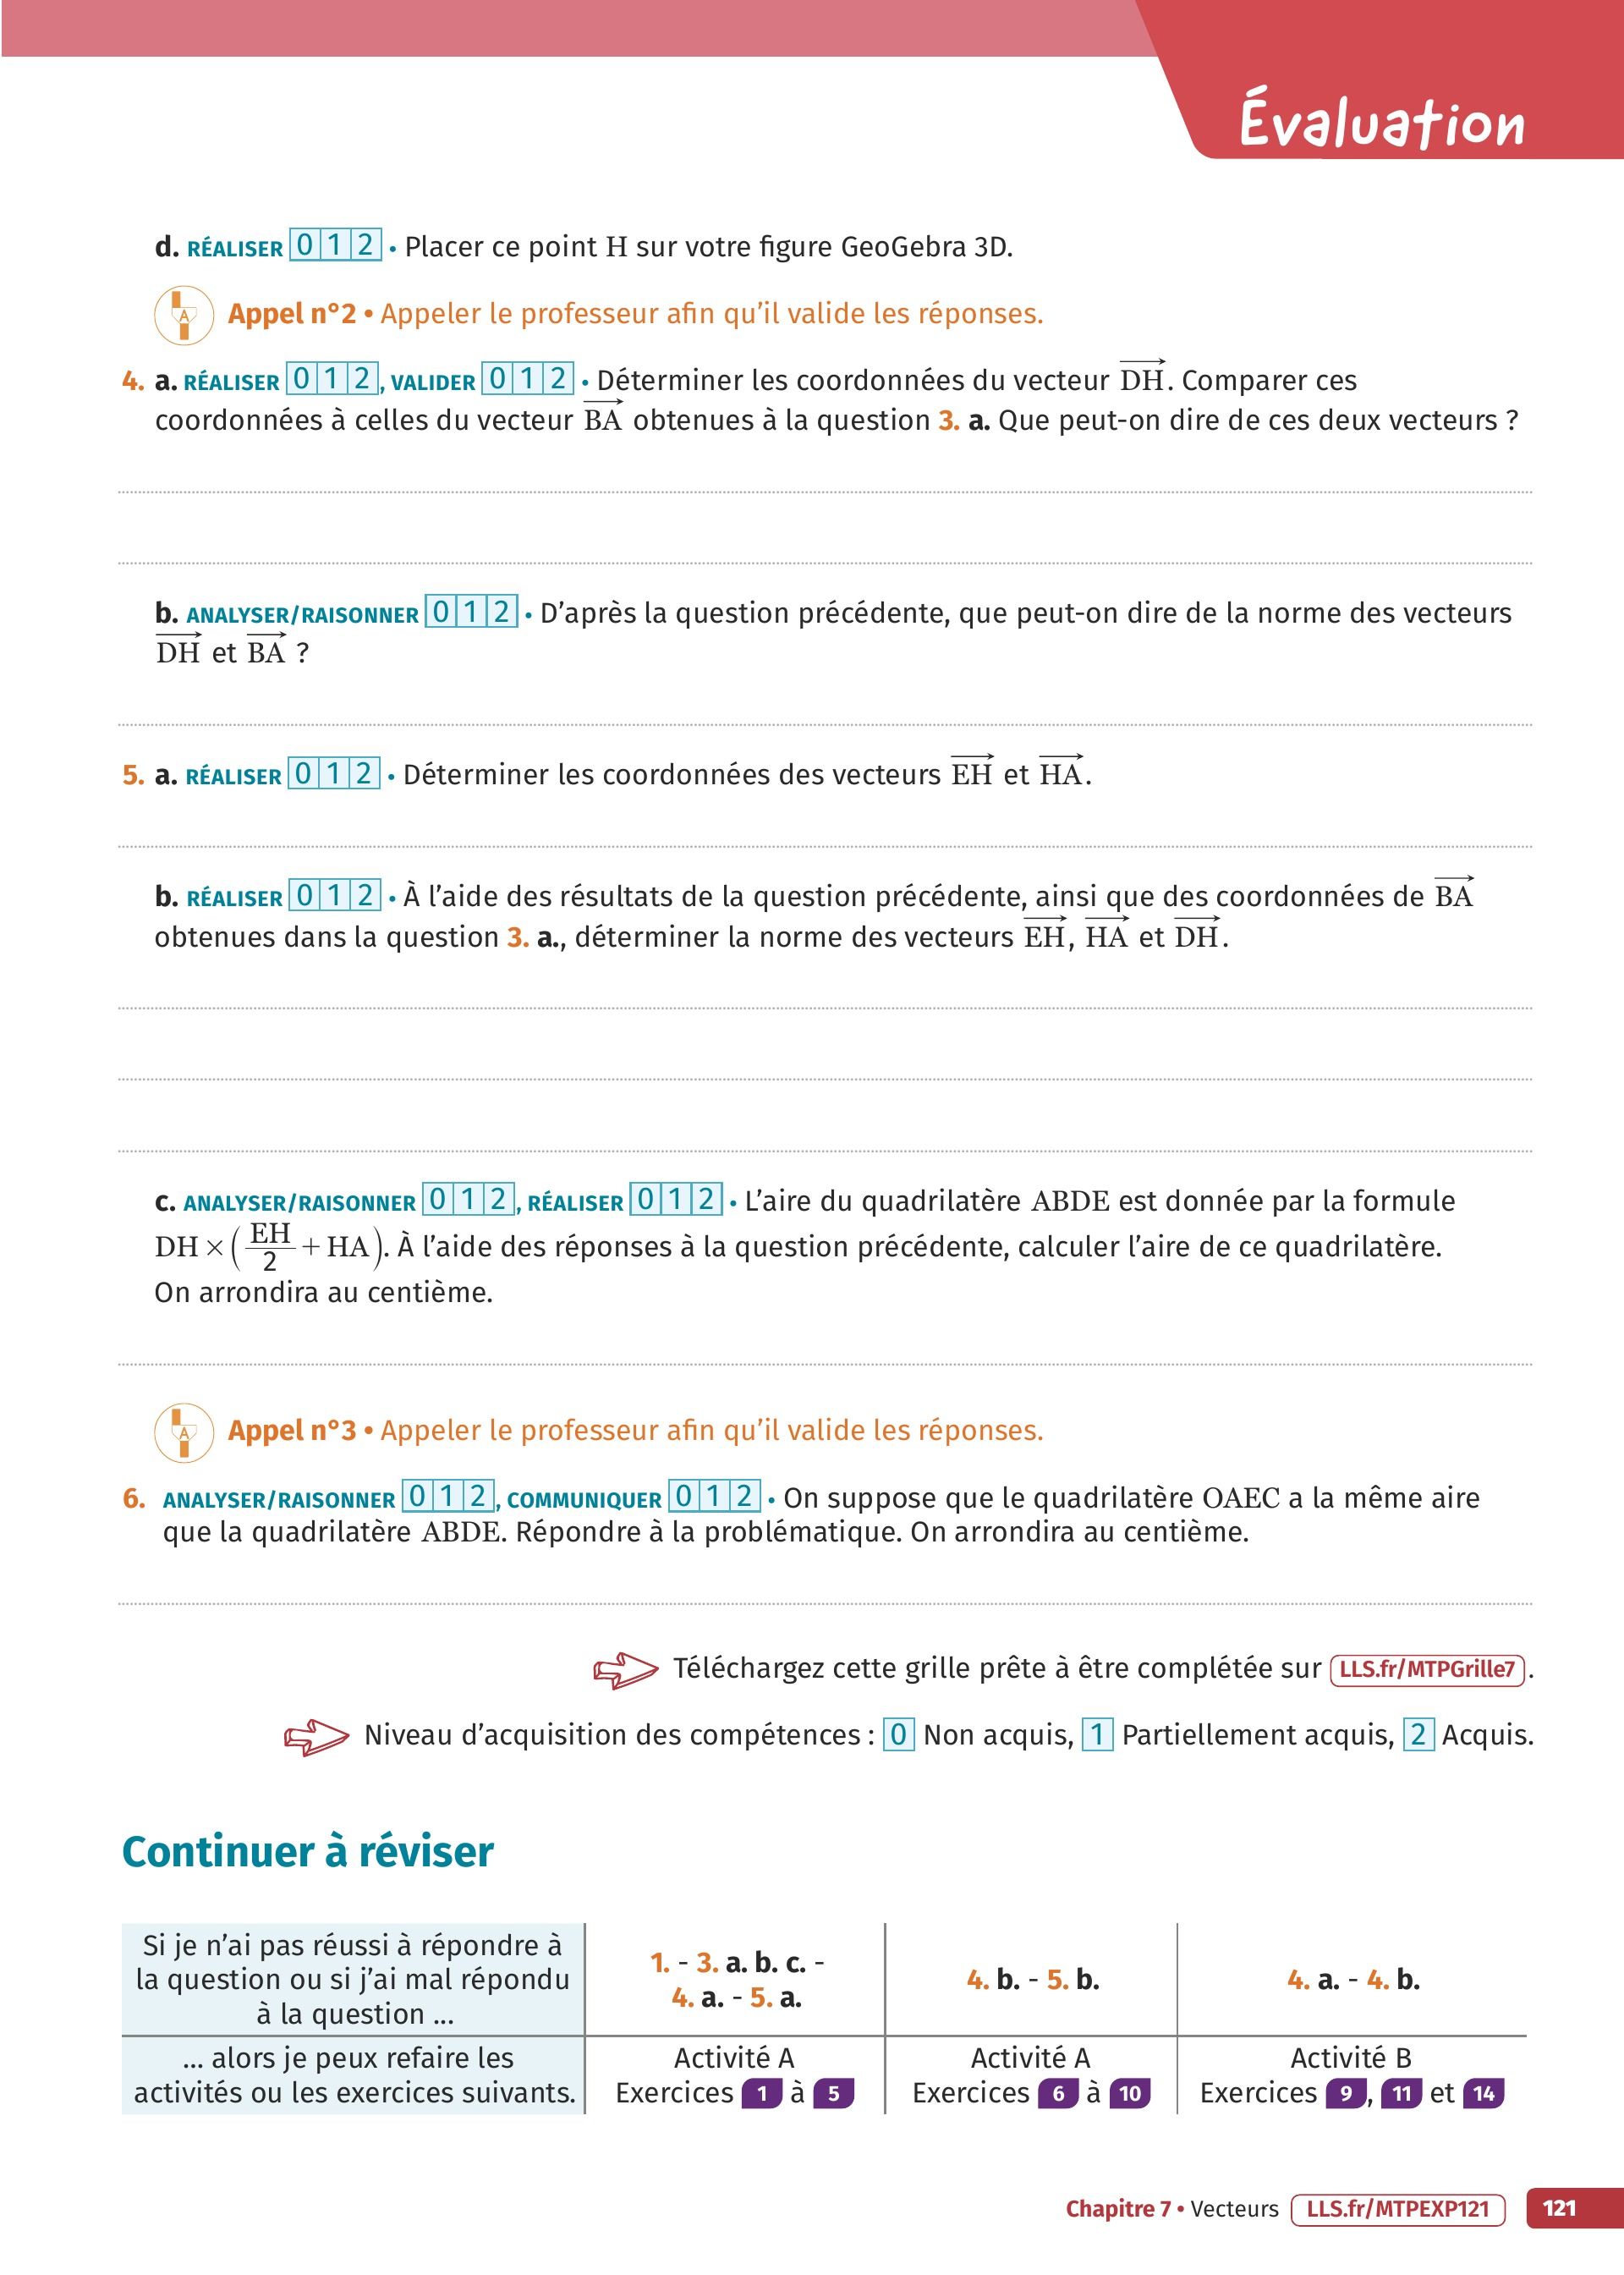 Évaluation
d. RÉALISER 0 1 2 • Placer ce point H sur votre figure GeoGebra 3D.
A Appel n°2 • Appeler le professeur afin qu’il valide les réponses.
4. a. RÉALISER 0 1 2, VALIDER 0 1 2 • Déterminer les coordonnées du vecteur DH. Comparer ces
coordonnées à celles du vecteur BA obtenues à la question 3. a. Que peut-on dire de ces deux vecteurs ?
b. ANALYSER/RAISONNER 0 1 2 • D’après la question précédente, que peut-on dire de la norme des vecteurs
DH et BA ?
5. a. RÉALISER 0 1 2 • Déterminer les coordonnées des vecteurs EH et HA.
b. RÉALISER 0 1 2 • À l’aide des résultats de la question précédente, ainsi que des coordonnées de BA
obtenues dans la question 3. a., déterminer la norme des vecteurs EH, HA et DH.
c. ANALYSER/RAISONNER 0 1 2, RÉALISER 0 1 2 • L’aire du quadrilatère ABDE est donnée par la formule
DH × (EH/2 + HA). À l’aide des réponses à la question précédente, calculer l’aire de ce quadrilatère.
On arrondira au centième.
A Appel n°3 • Appeler le professeur afin qu’il valide les réponses.
6. ANALYSER/RAISONNER 0 1 2, COMMUNIQUER 0 1 2 • On suppose que le quadrilatère OAEC a la même aire
que la quadrilatère ABDE. Répondre à la problématique. On arrondira au centième.
Téléchargez cette grille prête à être complétée sur LLS.fr/MTPGrille7.
Niveau d’acquisition des compétences : 0 Non acquis, 1 Partiellement acquis, 2 Acquis.
Continuer à réviser
Si je n’ai pas réussi à répondre à
la question ou si j’ai mal répondu
à la question ...
1. - 3. a. b. c. -
4. a. - 5. a.
4. b. - 5. b.
4. a. - 4. b.
... alors je peux refaire les
activités ou les exercices suivants.
Activité A
Exercices 1 à 5
Activité A
Exercices 6 à 10
Activité B
Exercices 9, 11 et 14
Chapitre 7 • Vecteurs LLS.fr/MTPEXP121 121